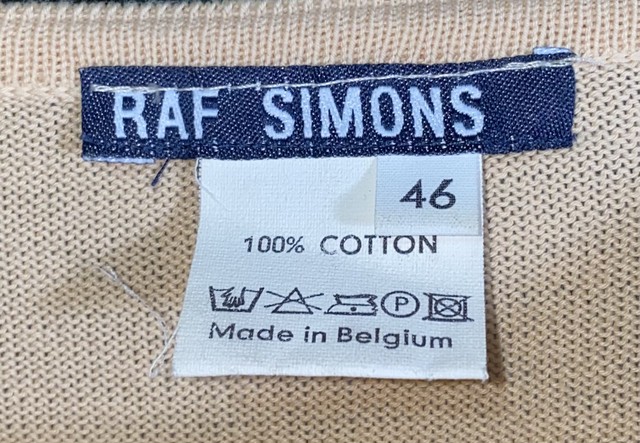 RAF SIMONS
46
100% COTTON
P
Made in Belgium